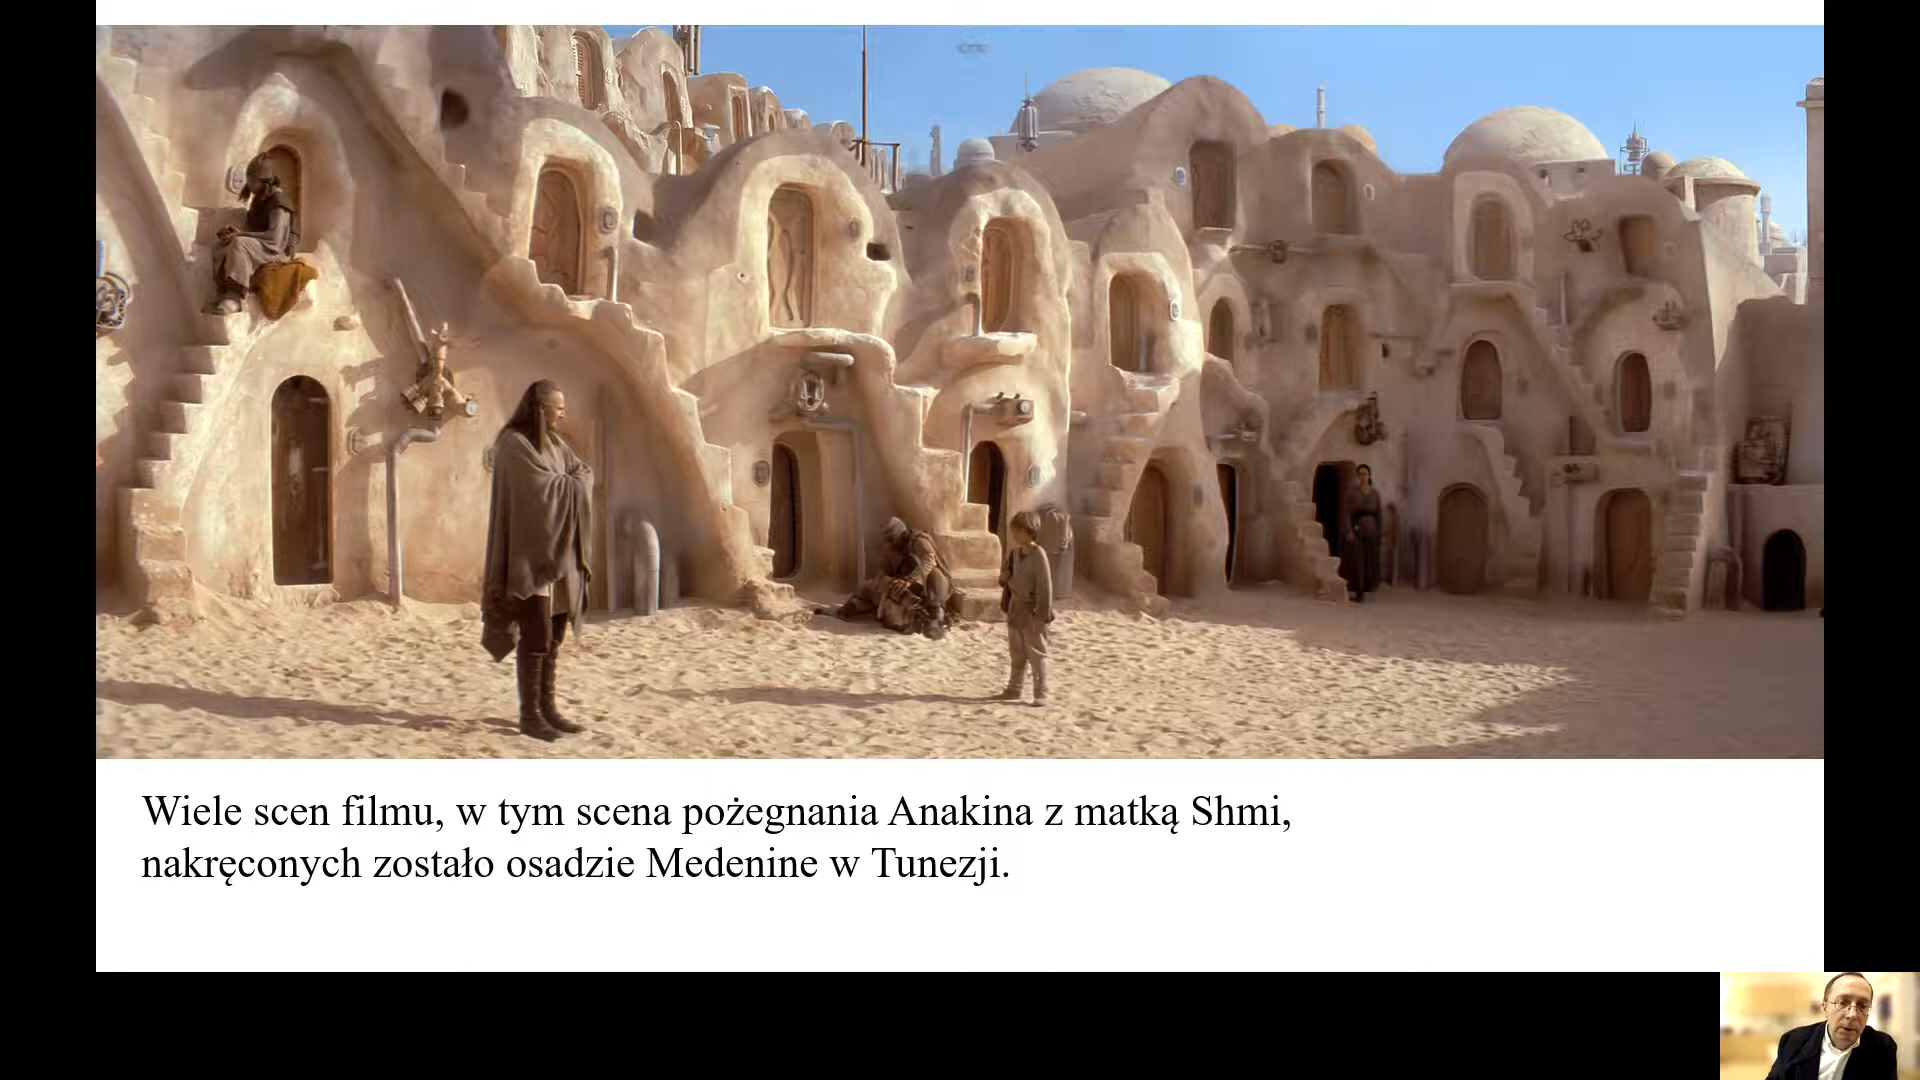 Wiele scen filmu, w tym scena pożegnania Anakina z matką Shmi,
nakręconych zostało osadzie Medenine w Tunezji.